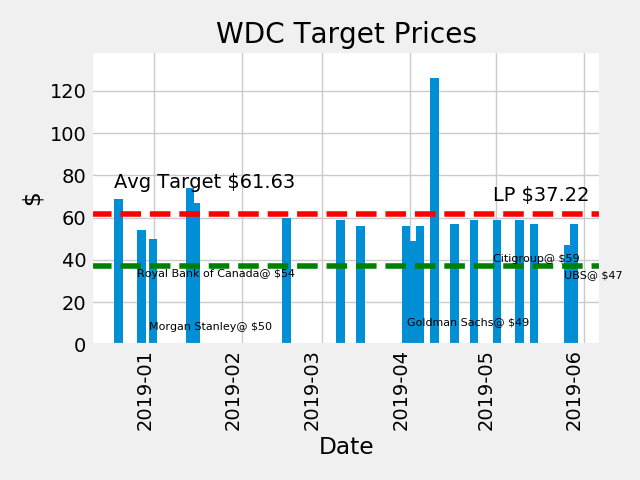 WDC Target Prices
$
120
100
80
60
40
20
0
Avg Target $61.63
LP $37.22
Royal Bank of Canada@ $54
Citigroup@ $59
UBS@ $47
Morgan Stanley@ $50
Goldman Sachs@ $49
2019-01
2019-02
2019-03
2019-04
2019-05
2019-06
Date